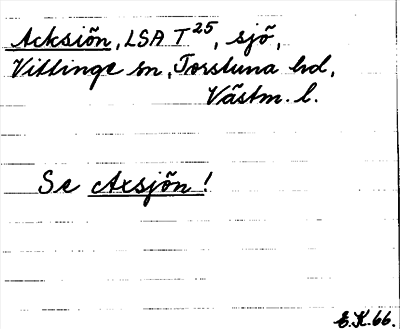 Acksiön, LSA T25, sjö,
Vittinge sn, Torstuna hd,
Västm. l.
Se Axsjön!
E.K.66.